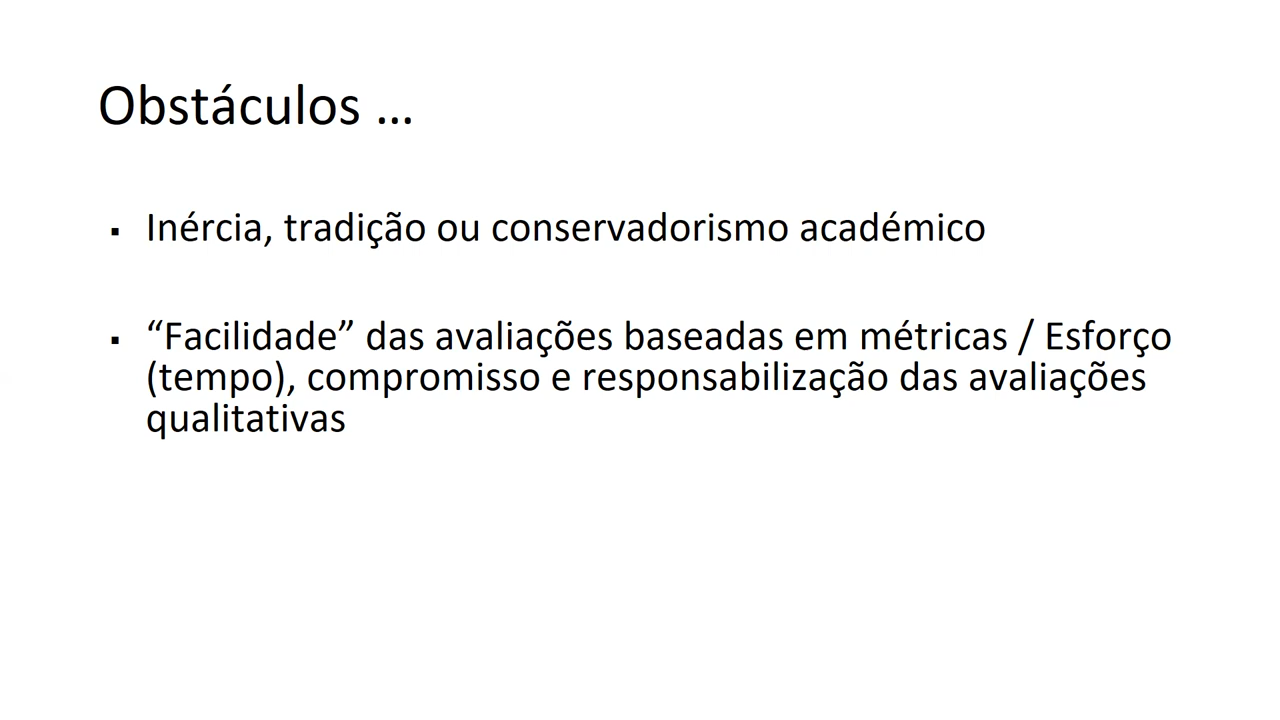 Obstáculos ...
▪ Inércia, tradição ou conservadorismo académico
▪ “Facilidade” das avaliações baseadas em métricas / Esforço
(tempo), compromisso e responsabilização das avaliações
qualitativas